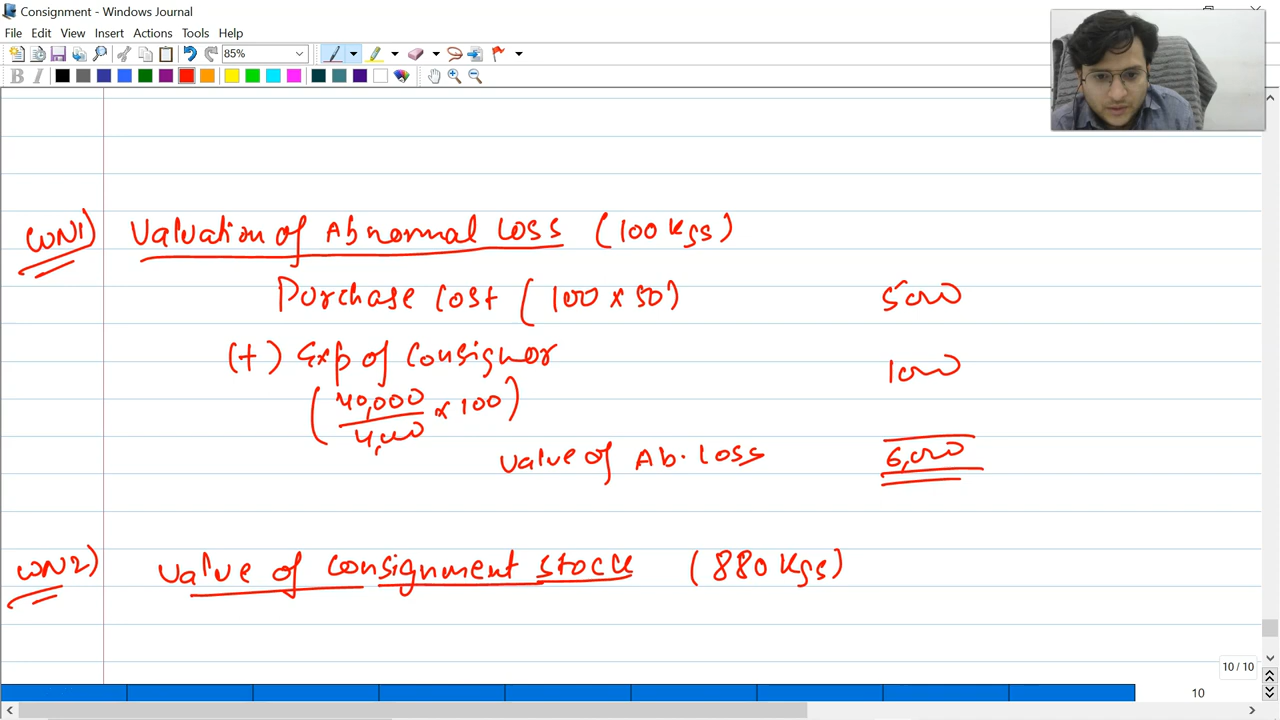 Consignment - Windows Journal
File Edit View Insert Actions Tools Help
85%
B I
WN1) Valuation of Abnormal Loss (100 Kgs)
Purchase Cost (100 x 50) 5000
(+) Exp of Consignor 1000
(40,000/4,000 x 100)
Value of Ab. Loss 6,000
WN2) Value of Consignment Stock (880 Kgs)
10 / 10
10